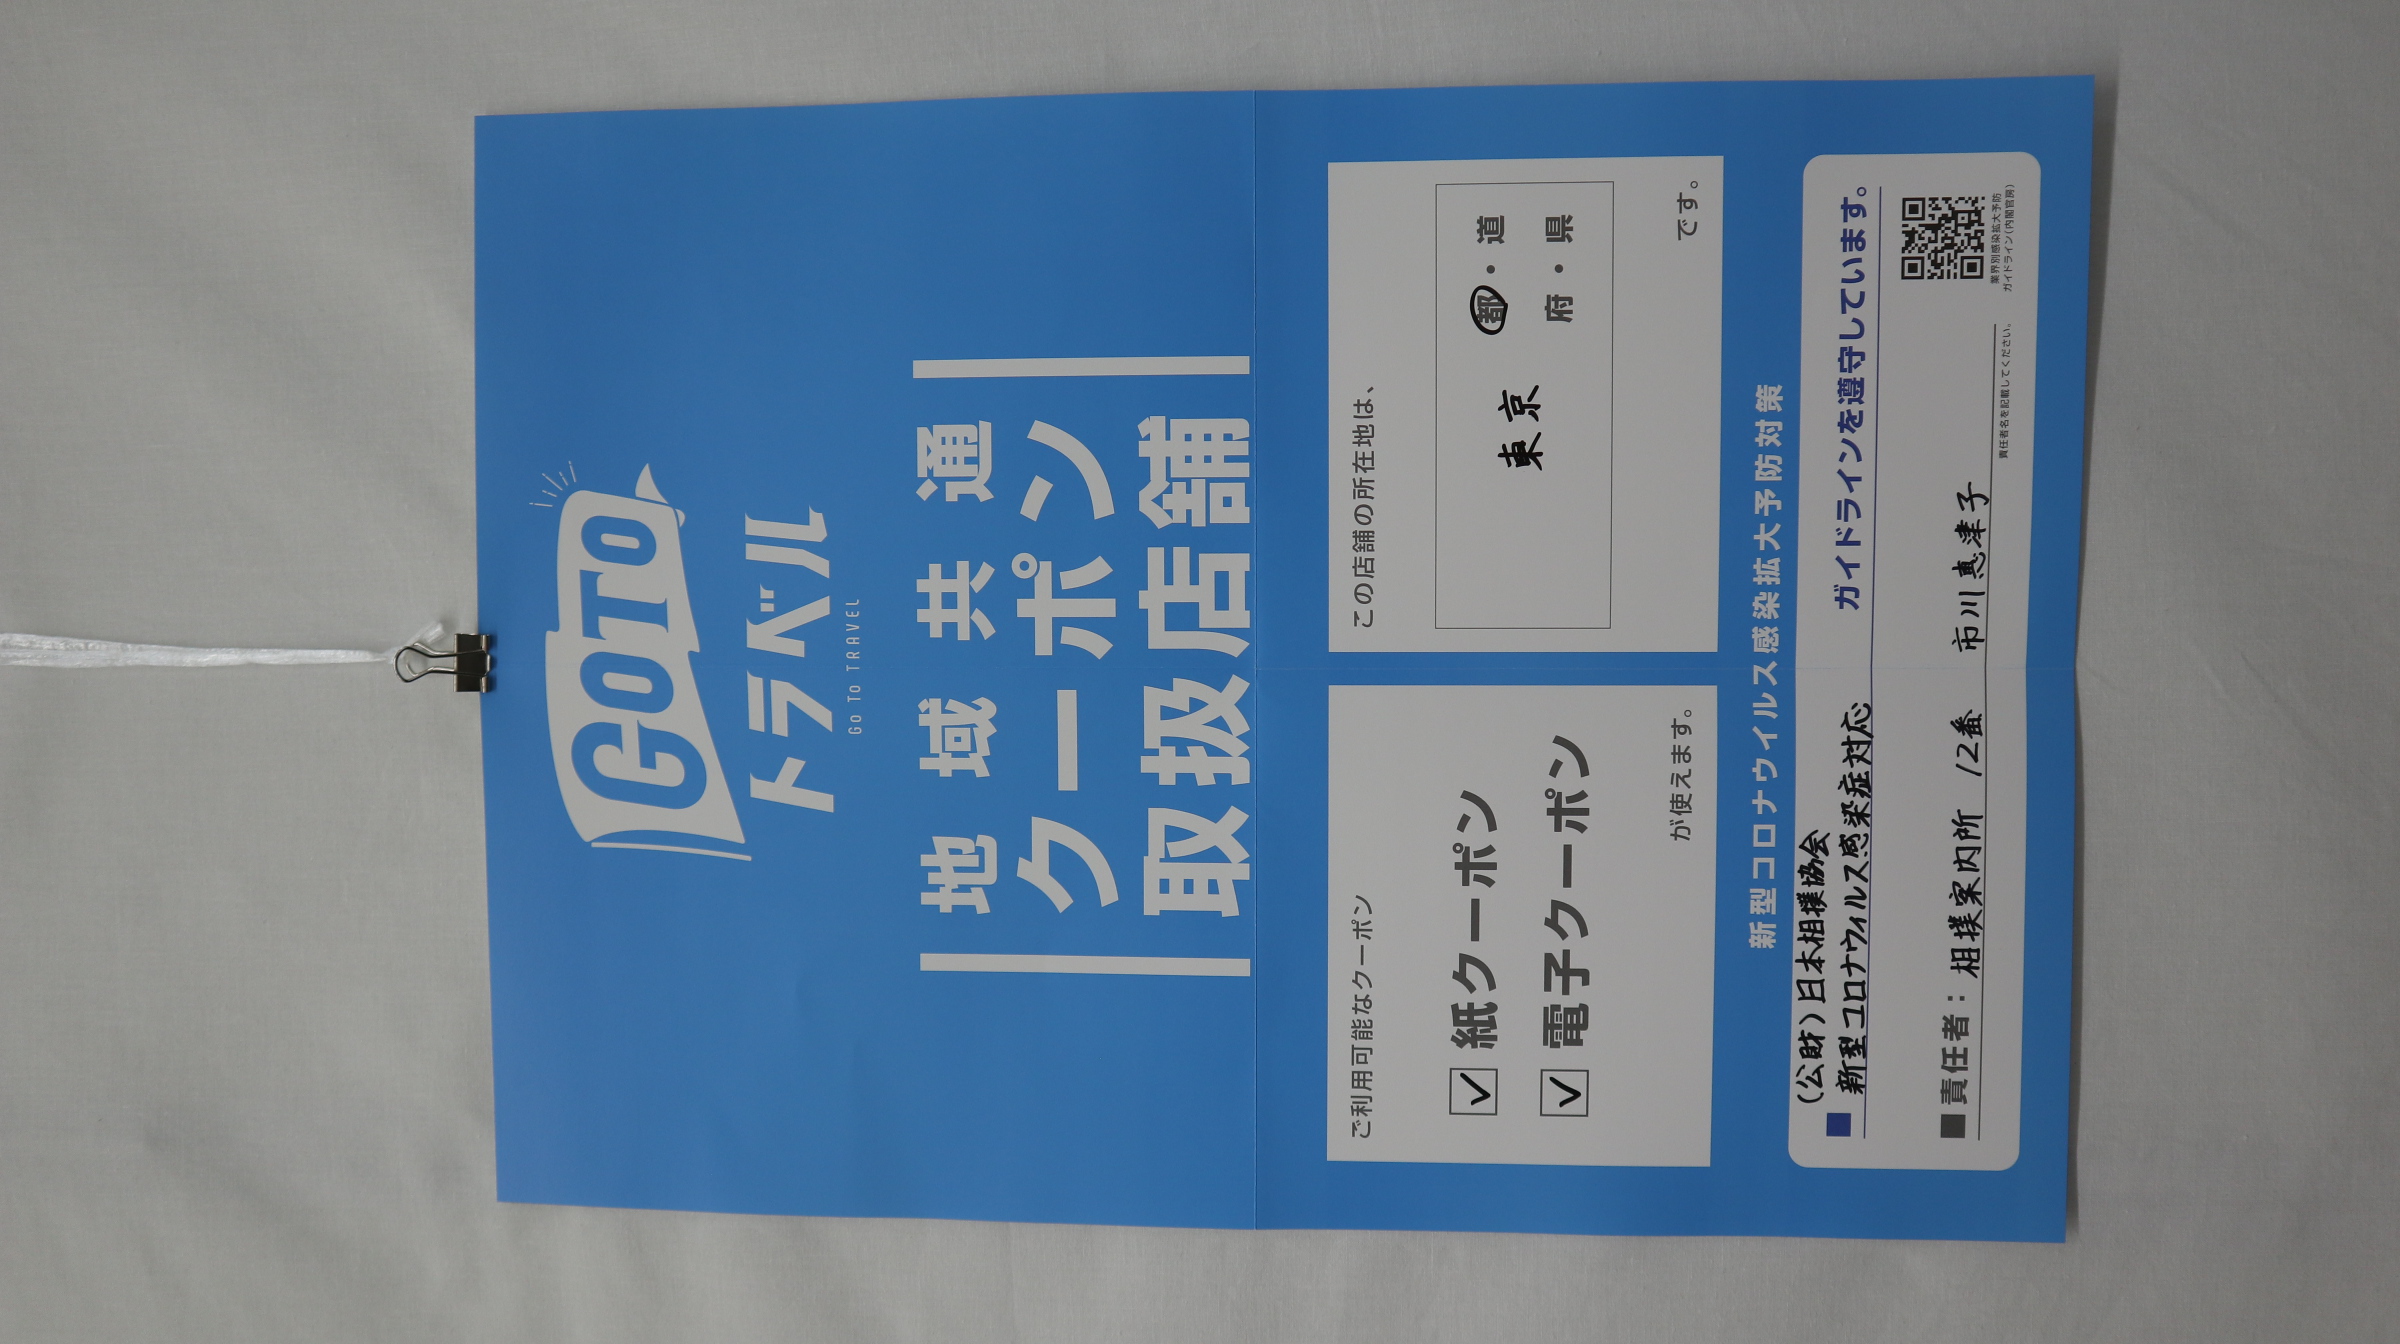 GoTo
トラベル
Go To TRAVEL
地域共通
クーポン
取扱店舗
ご利用可能なクーポン
紙クーポン
電子クーポン
が使えます。
この店舗の所在地は、
東京 都・道
府・県
です。
新型コロナウイルス感染拡大予防対策
(公財)日本相撲協会
■新型コロナウィルス感染症対応 ガイドラインを遵守しています。
■責任者：相撲案内所 12番 市川恵津子
責任者名を記載してください。
業界別感染拡大予防
ガイドライン(内閣官房)